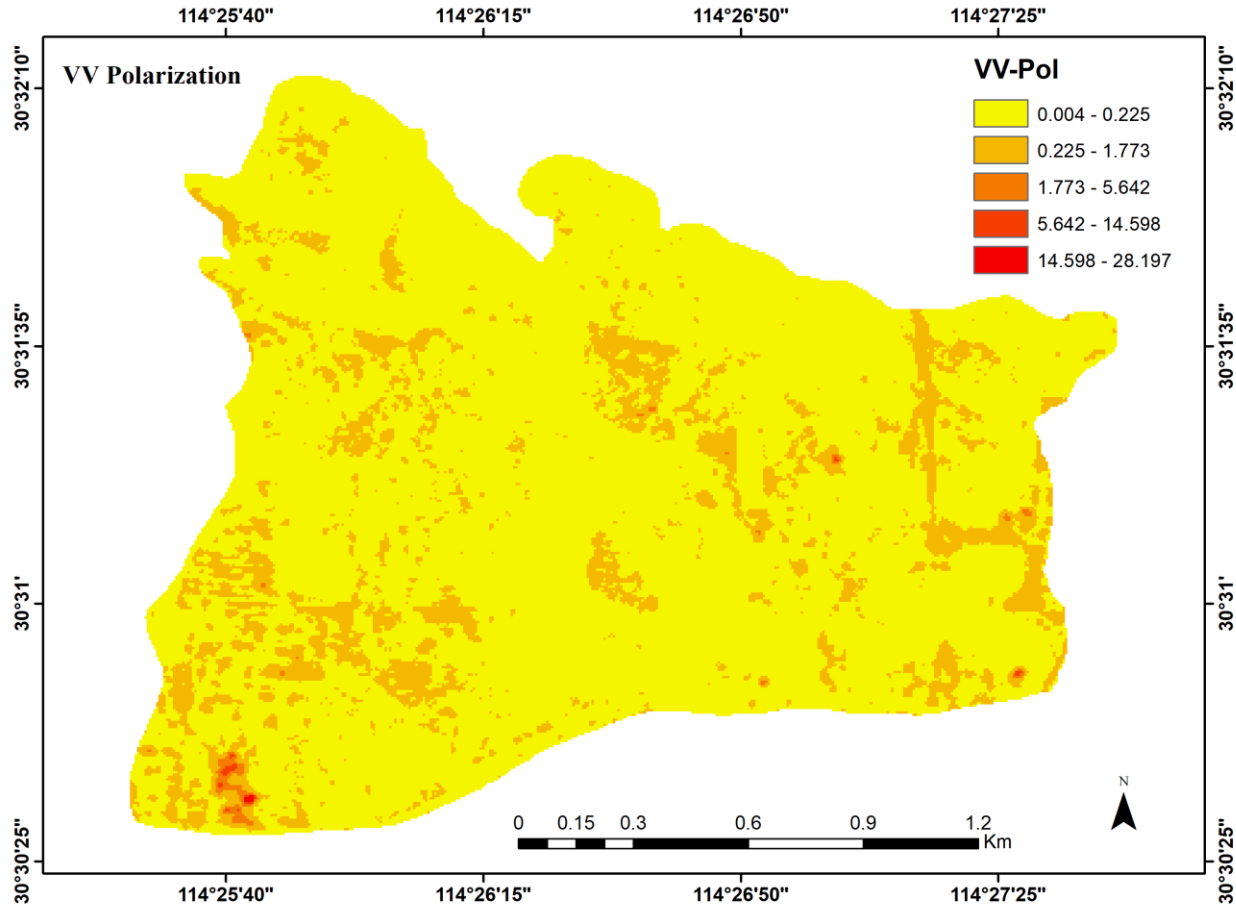 114°25'40" 114°26'15" 114°26'50" 114°27'25"
VV Polarization
VV-Pol
0.004 - 0.225
0.225 - 1.773
1.773 - 5.642
5.642 - 14.598
14.598 - 28.197
30°32'10" 30°32'10"
30°31'35" 30°31'35"
30°31' 30°31'
30°30'25" 30°30'25"
N
0 0.15 0.3 0.6 0.9 1.2
Km
114°25'40" 114°26'15" 114°26'50" 114°27'25"